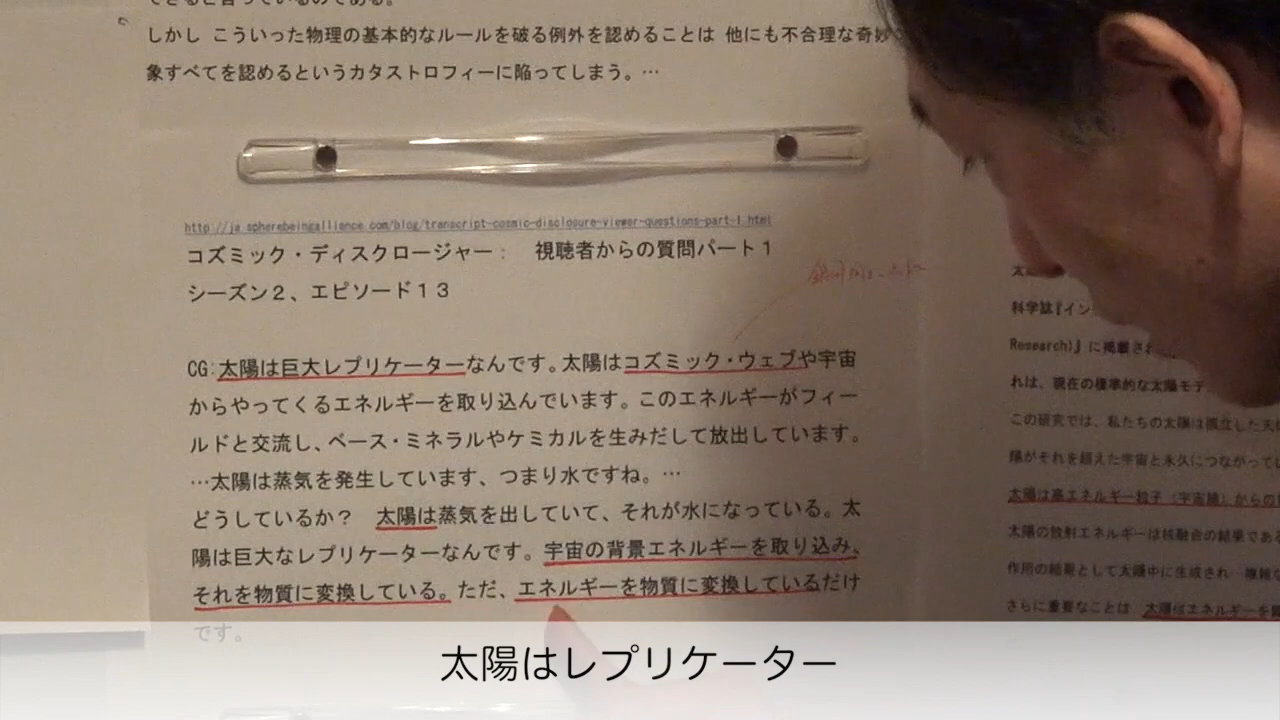 できると言っているのである。
しかし こういった物理の基本的なルールを破る例外を認めることは 他にも不合理な奇妙
象すべてを認めるというカタストロフィーに陥ってしまう。…
http://ja.spherebeingalliance.com/blog/transcript-cosmic-disclosure-viewer-questions-part-1.html
コズミック・ディスクロージャー： 視聴者からの質問パート１
シーズン２、エピソード１３
CG:太陽は巨大レプリケーターなんです。太陽はコズミック・ウェブや宇宙
からやってくるエネルギーを取り込んでいます。このエネルギーがフィー
ルドと交流し、ベース・ミネラルやケミカルを生みだして放出しています。
…太陽は蒸気を発生しています、つまり水ですね。…
どうしているか？ 太陽は蒸気を出していて、それが水になっている。太
陽は巨大なレプリケーターなんです。宇宙の背景エネルギーを取り込み、
それを物質に変換している。ただ、エネルギーを物質に変換しているだけ
です。
科学誌『イン
Research)』に掲載され
れは、現在の標準的な太陽モデ
この研究では、私たちの太陽は孤立した天
陽がそれを超えた宇宙と永久につながってい
太陽は高エネルギー粒子（宇宙線）からの
太陽の放射エネルギーは核融合の結果であ
作用の結果として太陽中に生成され…複雑
さらに重要なことは 太陽はエネルギーを
太陽はレプリケーター